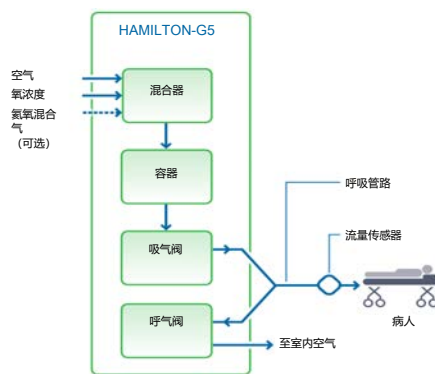 HAMILTON-G5
空气
氧浓度
氦氧混合
气
(可选)
混合器
容器
吸气阀
呼气阀
呼吸管路
流量传感器
病人
至室内空气